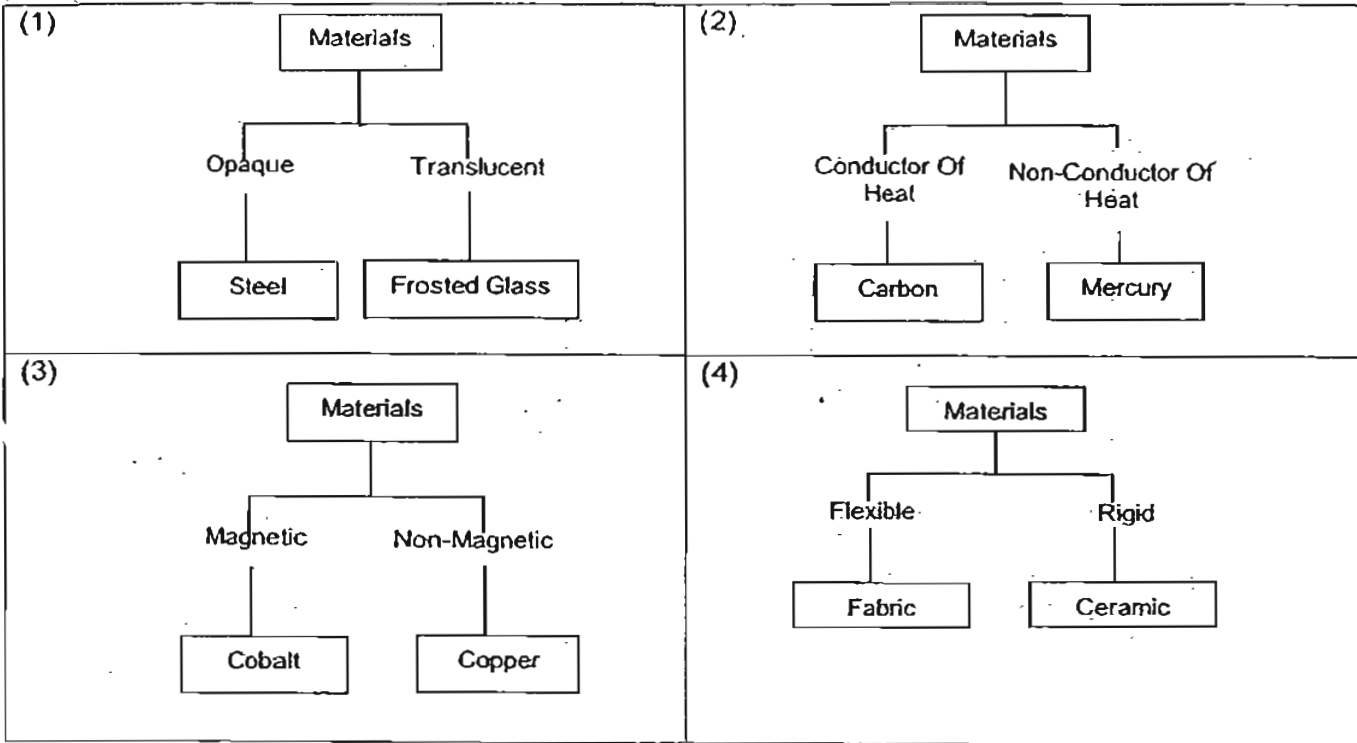 (1)
Materials
Opaque
Translucent
Steel
Frosted Glass
(2)
Materials
Conductor Of
Heat
Non-Conductor Of
Heat
Carbon
Mercury
(3)
Materials
Magnetic
Non-Magnetic
Cobalt
Copper
(4)
Materials
Flexible
Rigid
Fabric
Ceramic